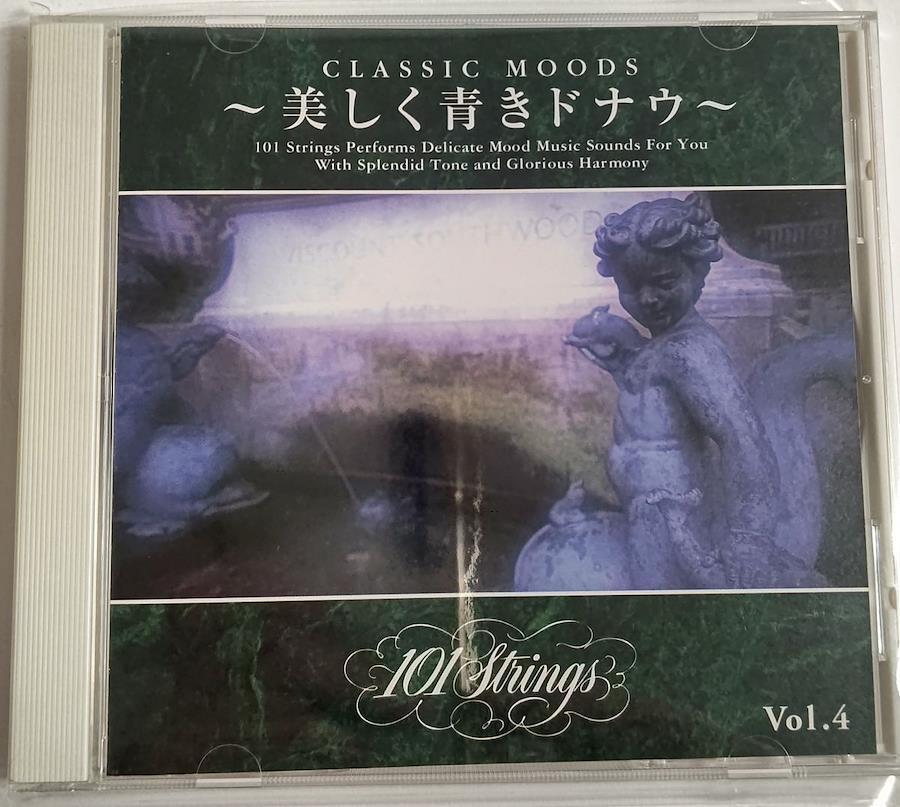 CLASSIC MOODS
～美しく青きドナウ～
101 Strings Performs Delicate Mood Music Sounds For You
With Splendid Tone and Glorious Harmony
WOOD
101 Strings
Vol.4